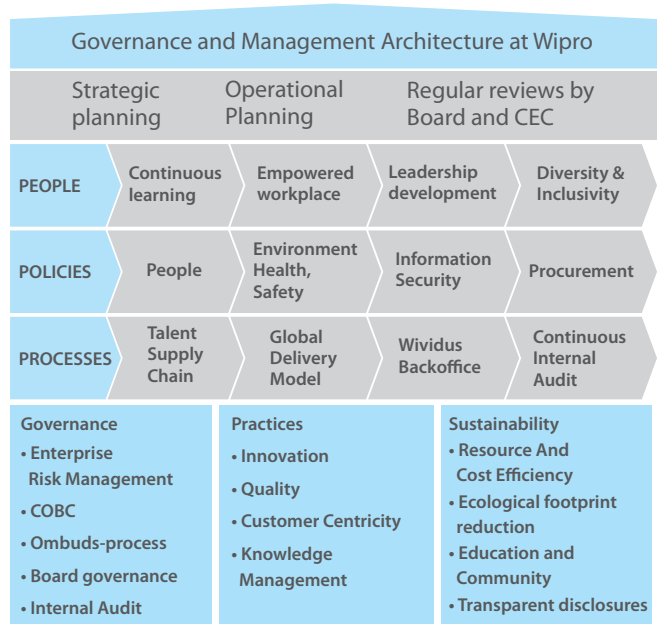 Governance and Management Architecture at Wipro
Strategic
planning
Operational
Planning
Regular reviews by
Board and CEC
PEOPLE
Continuous
learning
Empowered
workplace
Leadership
development
Diversity &
Inclusivity
POLICIES
People
Environment
Health,
Safety
Information
Security
Procurement
PROCESSES
Talent
Supply
Chain
Global
Delivery
Model
Wividus
Backoffice
Continuous
Internal
Audit
Governance
• Enterprise
Risk Management
• COBC
• Ombuds-process
• Board governance
• Internal Audit
Practices
• Innovation
• Quality
• Customer Centricity
• Knowledge
Management
Sustainability
• Resource And
Cost Efficiency
• Ecological footprint
reduction
• Education and
Community
• Transparent disclosures